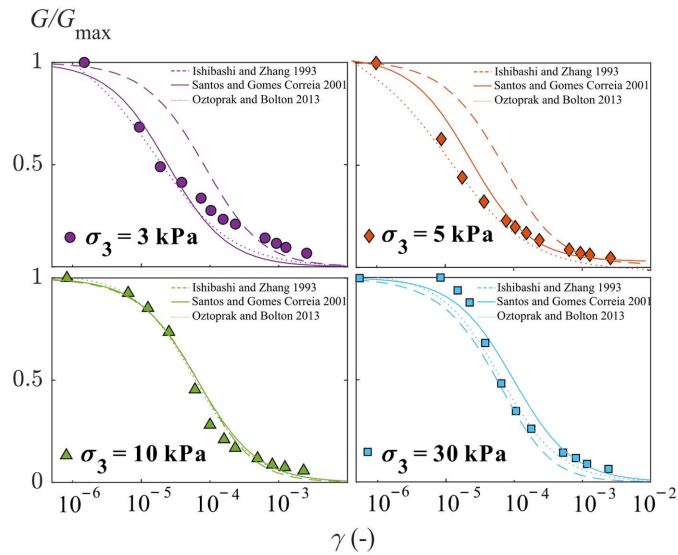 G/Gmax
1
0.5
Ishibashi and Zhang 1993
Santos and Gomes Correia 2001
Oztoprak and Bolton 2013
σ3 = 3 kPa
1
0.5
Ishibashi and Zhang 1993
Santos and Gomes Correia 2001
Oztoprak and Bolton 2013
σ3 = 5 kPa
1
0.5
0
Ishibashi and Zhang 1993
Santos and Gomes Correia 2001
Oztoprak and Bolton 2013
σ3 = 10 kPa
Ishibashi and Zhang 1993
Santos and Gomes Correia 2001
Oztoprak and Bolton 2013
σ3 = 30 kPa
0
10⁻⁶ 10⁻⁵ 10⁻⁴ 10⁻³
10⁻⁶ 10⁻⁵ 10⁻⁴ 10⁻³ 10⁻²
γ (-)